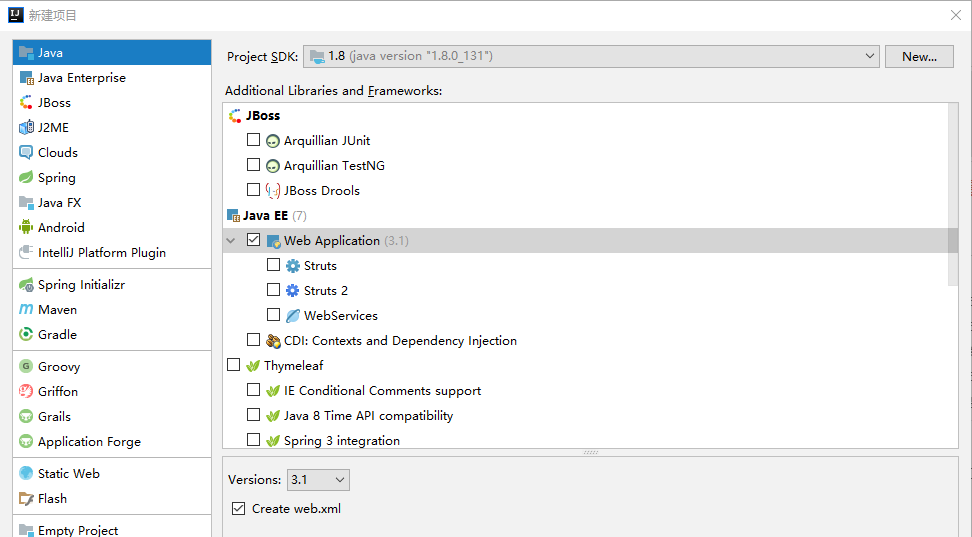 新建项目
Java
Java Enterprise
JBoss
J2ME
Clouds
Spring
Java FX
Android
IntelliJ Platform Plugin
Spring Initializr
Maven
Gradle
Groovy
Griffon
Grails
Application Forge
Static Web
Flash
Empty Project
Project SDK: 1.8 (java version "1.8.0_131") New...
Additional Libraries and Frameworks:
JBoss
Arquillian JUnit
Arquillian TestNG
JBoss Drools
Java EE (7)
Web Application (3.1)
Struts
Struts 2
WebServices
CDI: Contexts and Dependency Injection
Thymeleaf
IE Conditional Comments support
Java 8 Time API compatibility
Spring 3 integration
Versions: 3.1
Create web.xml